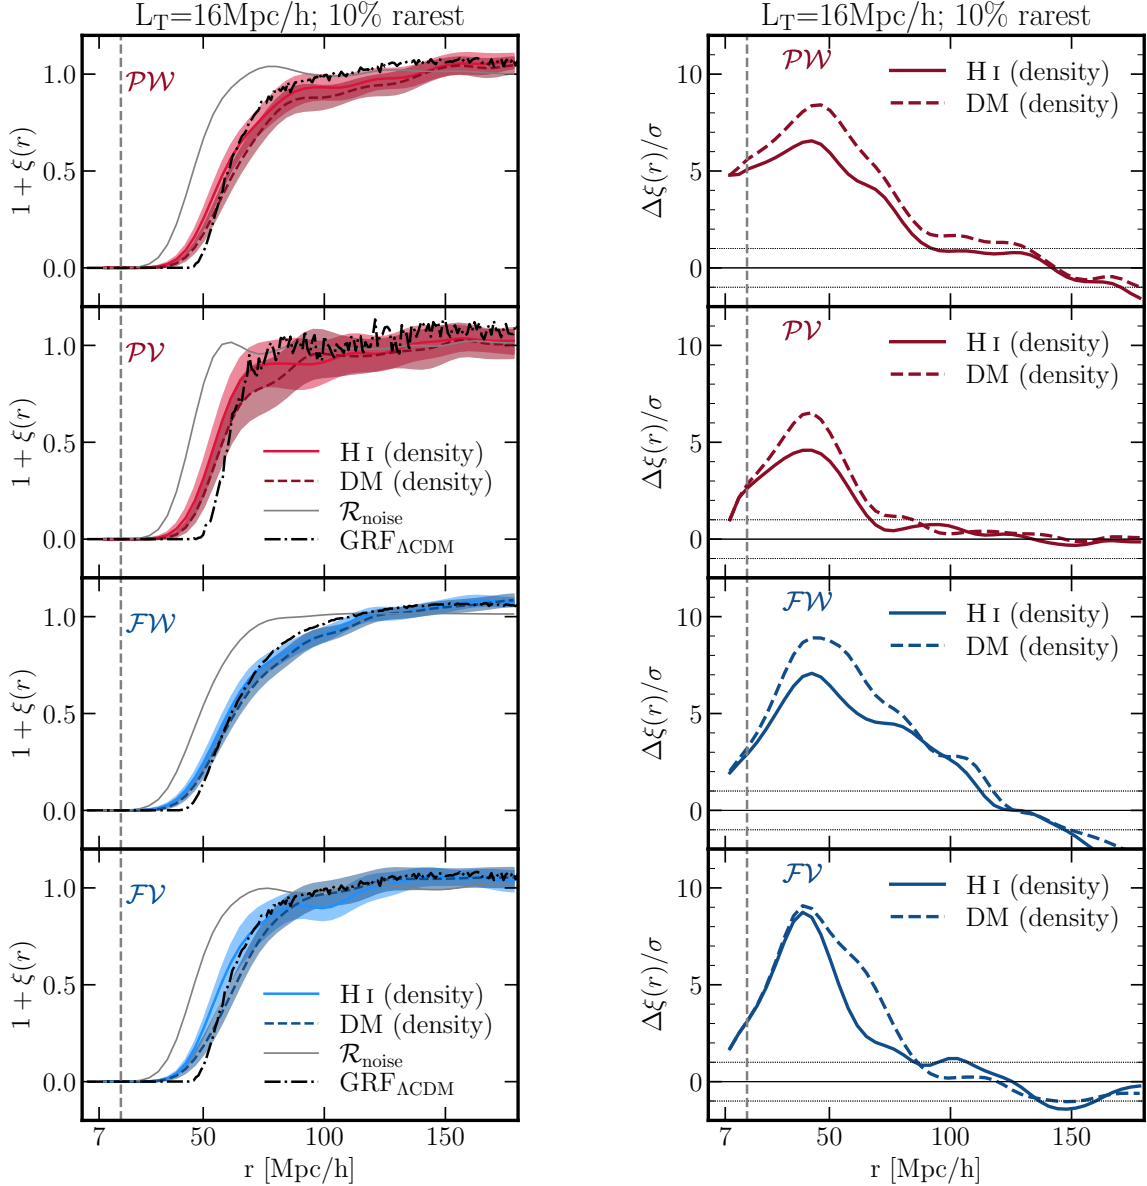 L_T=16Mpc/h; 10% rarest
1 + ξ(r)
1.0
0.5
0.0
PW
1 + ξ(r)
1.0
0.5
0.0
PV
H I (density)
DM (density)
R_noise
GRF_ΛCDM
1 + ξ(r)
1.0
0.5
0.0
FW
1 + ξ(r)
1.0
0.5
0.0
FV
H I (density)
DM (density)
R_noise
GRF_ΛCDM
7 50 100 150
r [Mpc/h]
L_T=16Mpc/h; 10% rarest
Δξ(r)/σ
10
5
0
PW
H I (density)
DM (density)
Δξ(r)/σ
10
5
0
PV
H I (density)
DM (density)
Δξ(r)/σ
10
5
0
FW
H I (density)
DM (density)
Δξ(r)/σ
10
5
0
FV
H I (density)
DM (density)
7 50 100 150
r [Mpc/h]